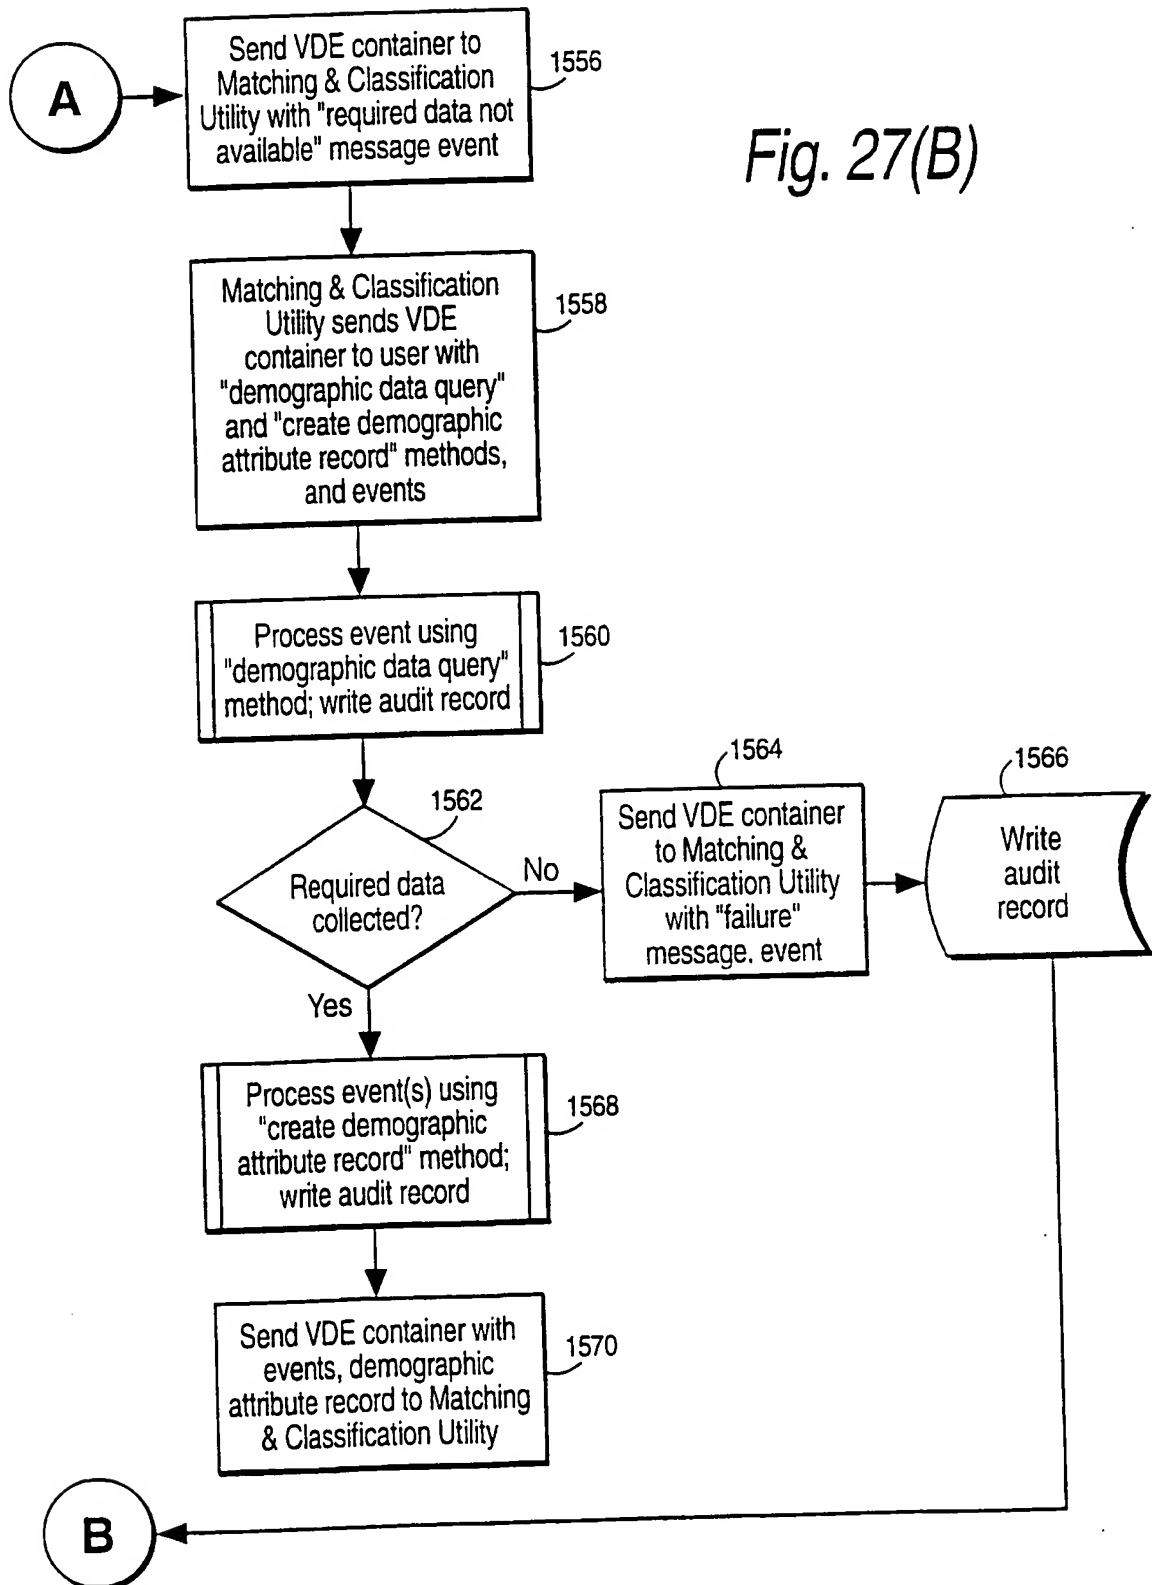 A
Send VDE container to
Matching & Classification
Utility with "required data not
available" message event
1556
Fig. 27(B)
Matching & Classification
Utility sends VDE
container to user with
"demographic data query"
and "create demographic
attribute record" methods,
and events
1558
Process event using
"demographic data query"
method; write audit record
1560
Required data
collected?
1562
No
Send VDE container
to Matching &
Classification Utility
with "failure"
message. event
1564
Write
audit
record
1566
Yes
Process event(s) using
"create demographic
attribute record" method;
write audit record
1568
Send VDE container with
events, demographic
attribute record to Matching
& Classification Utility
1570
B